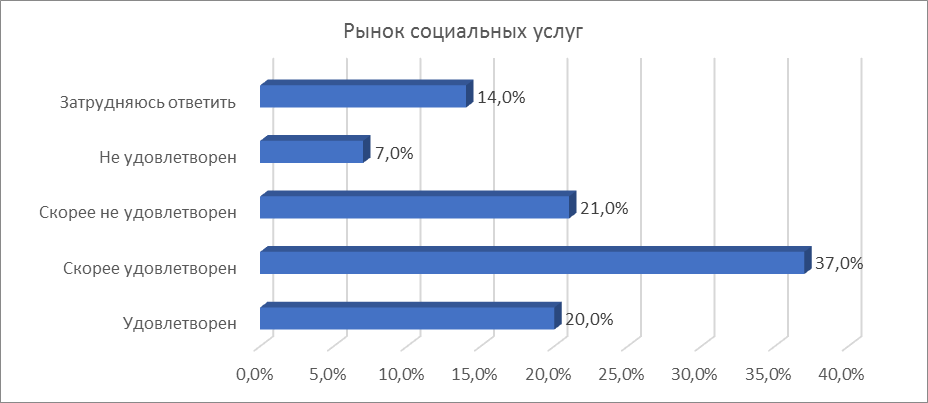 Рынок социальных услуг
Затрудняюсь ответить 14,0%
Не удовлетворен 7,0%
Скорее не удовлетворен 21,0%
Скорее удовлетворен 37,0%
Удовлетворен 20,0%
0,0% 5,0% 10,0% 15,0% 20,0% 25,0% 30,0% 35,0% 40,0%